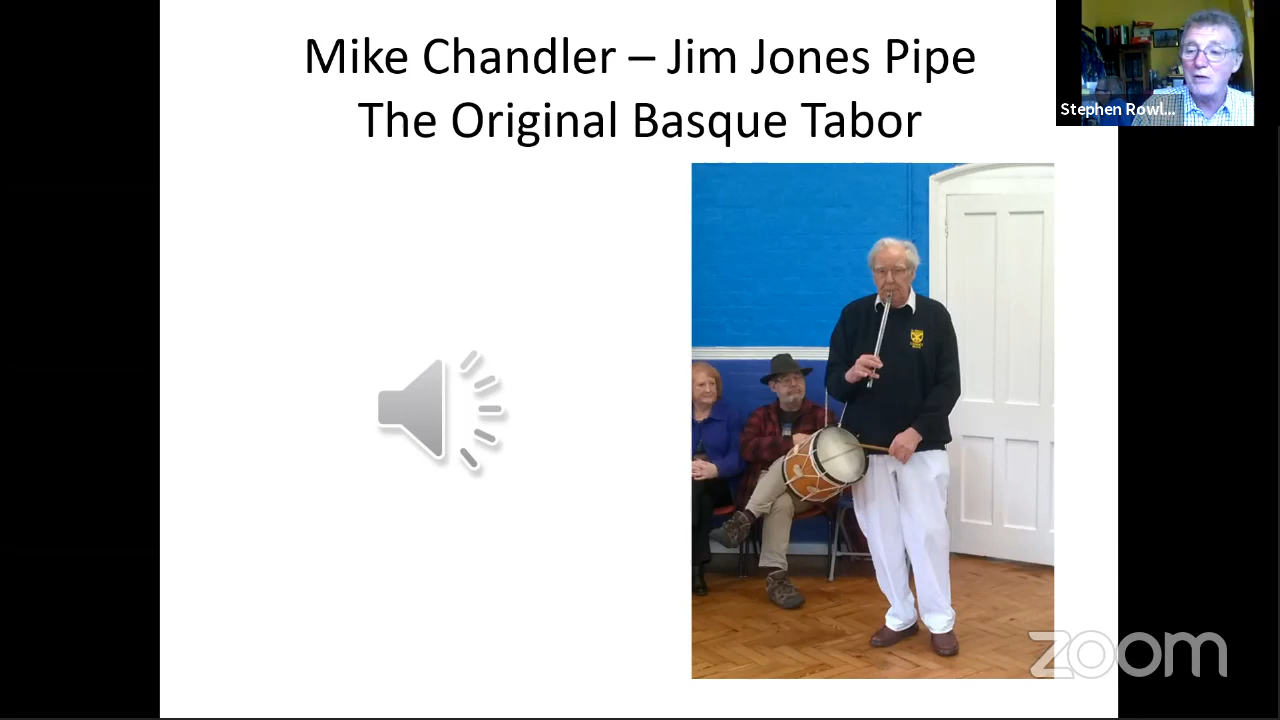 Mike Chandler – Jim Jones Pipe
The Original Basque Tabor
Stephen Rowl...
zoom